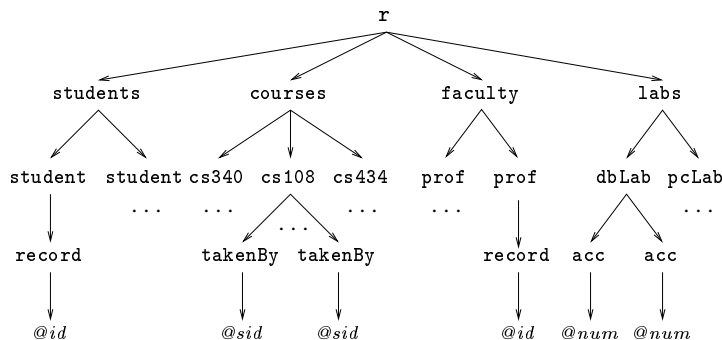 r
students courses faculty labs
student student cs340 cs108 cs434 prof prof dbLab pcLab
... ... ... ... ...
...
record takenBy takenBy record acc acc
@id @sid @sid @id @num @num